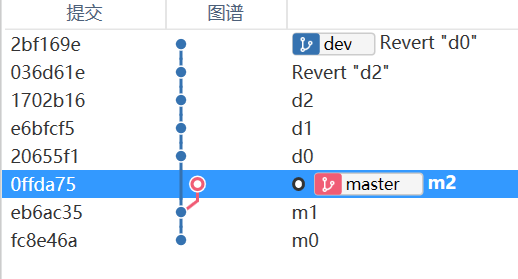 提交 图谱
2bf169e dev Revert "d0"
036d61e Revert "d2"
1702b16 d2
e6bfcf5 d1
20655f1 d0
0ffda75 master m2
eb6ac35 m1
fc8e46a m0